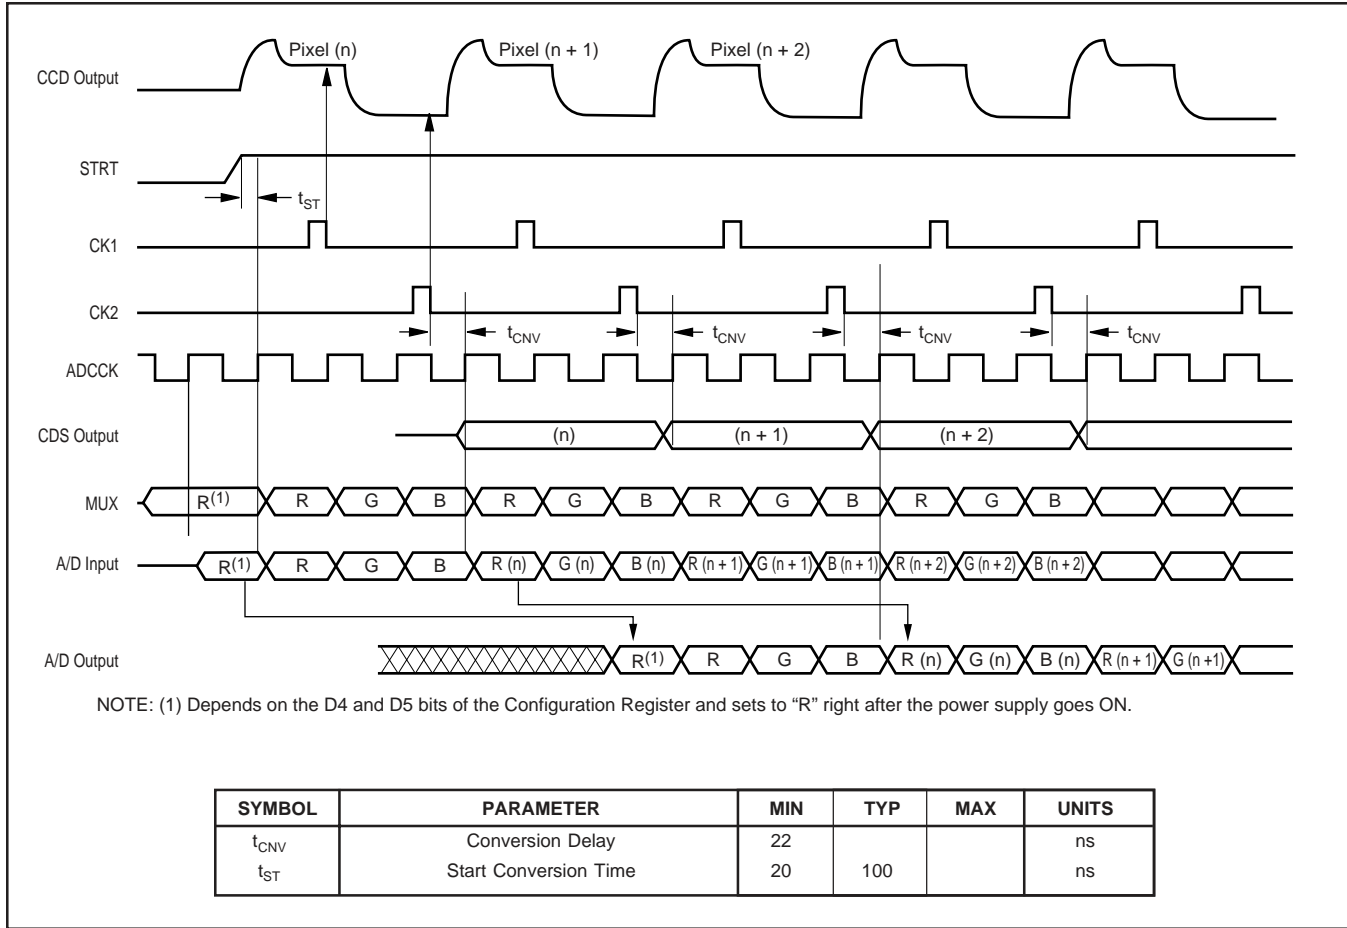 Pixel (n) Pixel (n + 1) Pixel (n + 2)
CCD Output
STRT
tST
CK1
CK2
tCNV tCNV tCNV tCNV
ADCCK
CDS Output (n) (n + 1) (n + 2)
MUX R(1) R G B R G B R G B R G B
A/D Input R(1) R G B R (n) G (n) B (n) R (n + 1) G (n + 1) B (n + 1) R (n + 2) G (n + 2) B (n + 2)
A/D Output R(1) R G B R (n) G (n) B (n) R (n + 1) G (n +1)
NOTE: (1) Depends on the D4 and D5 bits of the Configuration Register and sets to “R” right after the power supply goes ON.
SYMBOL PARAMETER MIN TYP MAX UNITS
tCNV Conversion Delay 22 ns
tST Start Conversion Time 20 100 ns